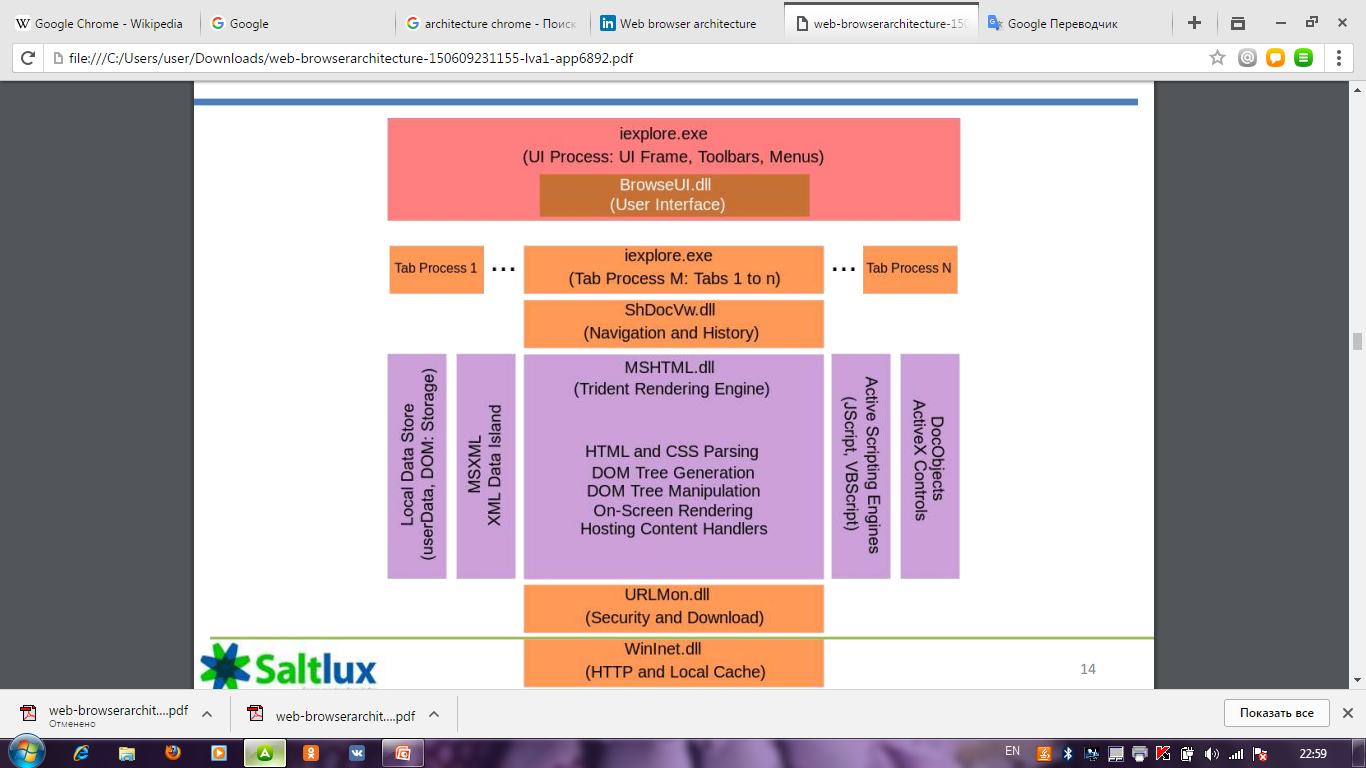 Google Chrome - Wikipedia
Google
architecture chrome - Поиск
Web browser architecture
web-browserarchitecture-150
Google Переводчик
file:///C:/Users/user/Downloads/web-browserarchitecture-150609231155-lva1-app6892.pdf
iexplore.exe
(UI Process: UI Frame, Toolbars, Menus)
BrowseUI.dll
(User Interface)
Tab Process 1
...
iexplore.exe
(Tab Process M: Tabs 1 to n)
...
Tab Process N
ShDocVw.dll
(Navigation and History)
Local Data Store
(userData, DOM: Storage)
MSXML
XML Data Island
MSHTML.dll
(Trident Rendering Engine)
HTML and CSS Parsing
DOM Tree Generation
DOM Tree Manipulation
On-Screen Rendering
Hosting Content Handlers
Active Scripting Engines
(JScript, VBScript)
DocObjects
ActiveX Controls
URLMon.dll
(Security and Download)
WinInet.dll
(HTTP and Local Cache)
Saltlux
14
web-browserarchit....pdf
Отменено
web-browserarchit....pdf
Показать все
EN
22:59